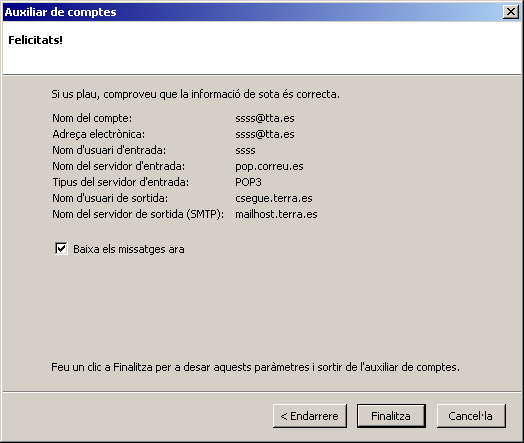 Auxiliar de comptes
Felicitats!
Si us plau, comproveu que la informació de sota és correcta.
Nom del compte: ssss@tta.es
Adreça electrònica: ssss@tta.es
Nom d'usuari d'entrada: ssss
Nom del servidor d'entrada: pop.correu.es
Tipus del servidor d'entrada: POP3
Nom d'usuari de sortida: csegue.terra.es
Nom del servidor de sortida (SMTP): mailhost.terra.es
Baixa els missatges ara
Feu un clic a Finalitza per a desar aquests paràmetres i sortir de l'auxiliar de comptes.
< Endarrere Finalitza Cancel·la